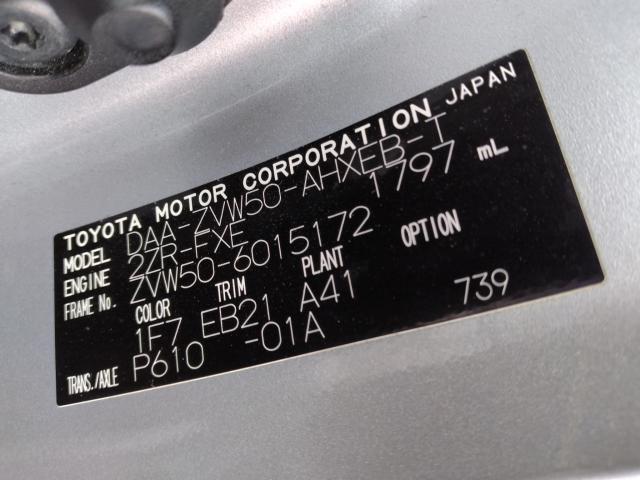 TOYOTA MOTOR CORPORATION JAPAN
MODEL DAA-ZVW50-AHXEB-T
ENGINE 2ZR-FXE 1797 mL
FRAME No. ZVW50-6015172
COLOR TRIM PLANT OPTION
1F7 EB21 A41
TRANS./AXLE P610 -01A 739